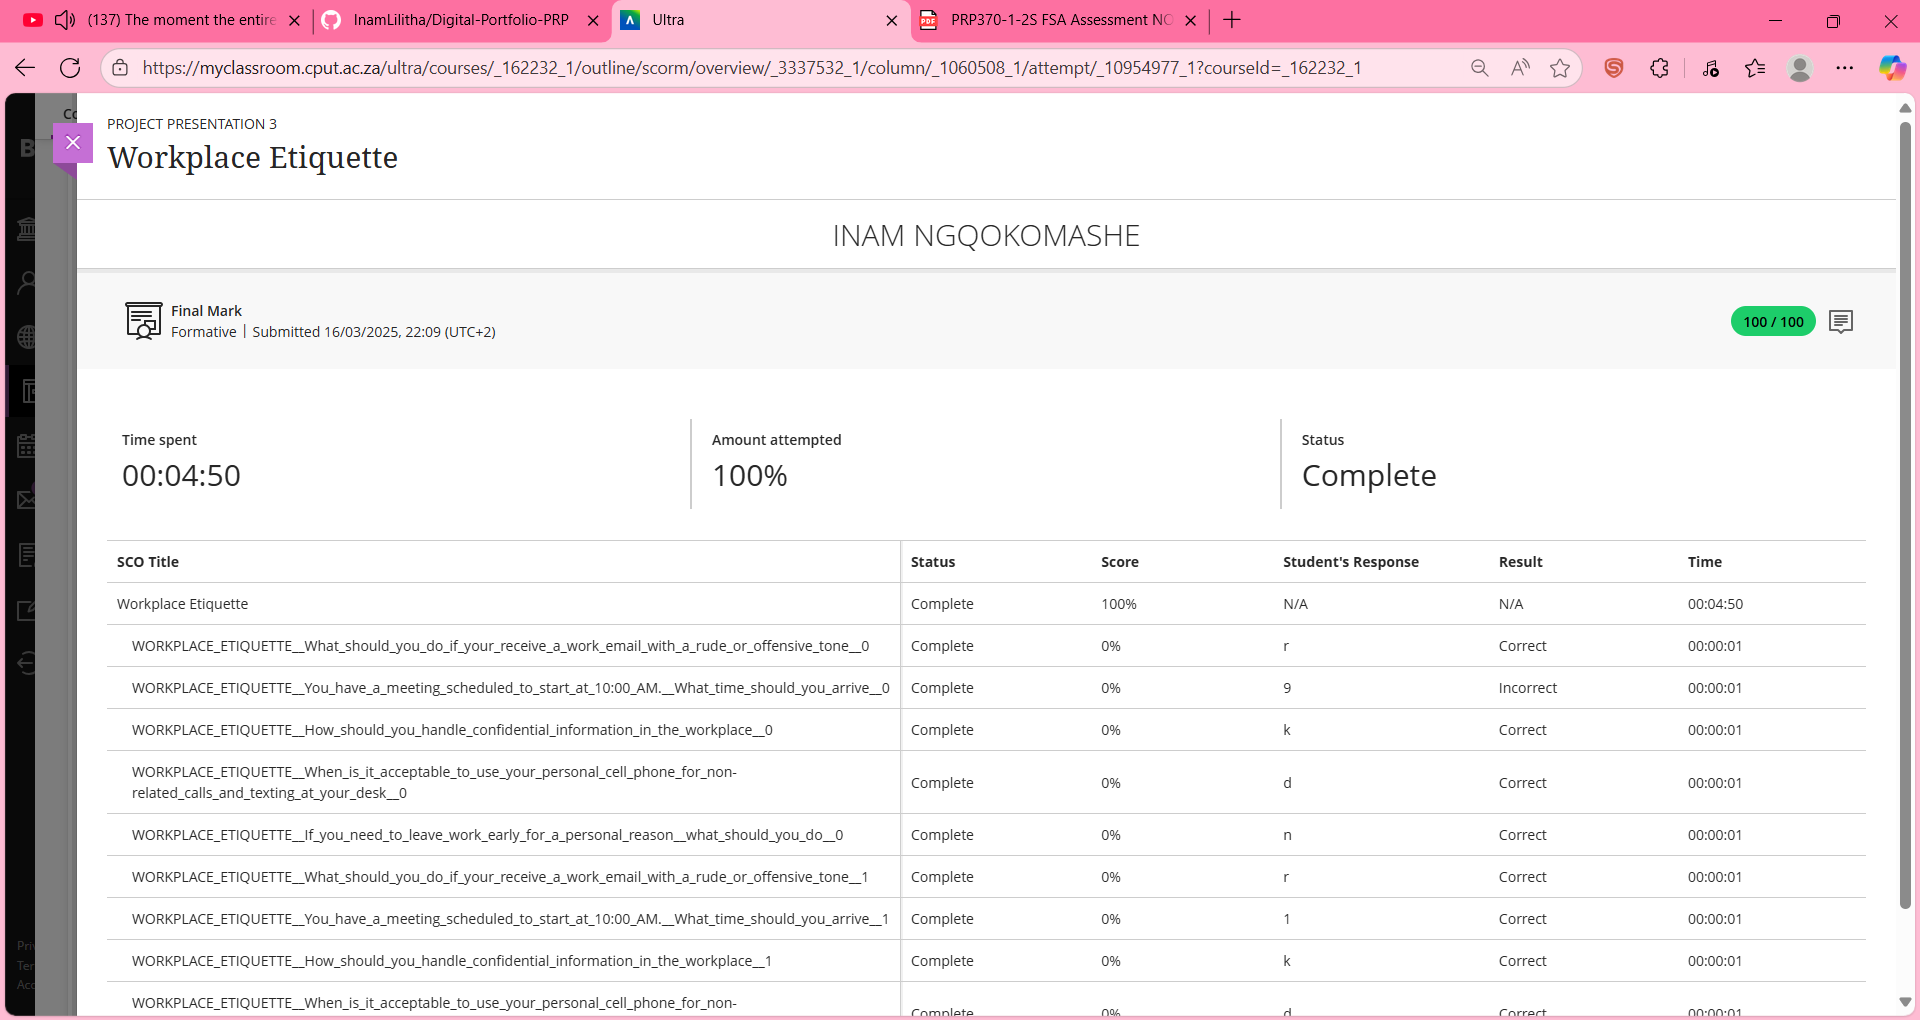 (137) The moment the entire
InamLilitha/Digital-Portfolio-PRP
Ultra
PRP370-1-2S FSA Assessment NO
https://myclassroom.cput.ac.za/ultra/courses/_162232_1/outline/scorm/overview/_3337532_1/column/_1060508_1/attempt/_10954977_1?courseId=_162232_1
PROJECT PRESENTATION 3
Workplace Etiquette
INAM NGQOKOMASHE
Final Mark
Formative | Submitted 16/03/2025, 22:09 (UTC+2)
100 / 100
Time spent
00:04:50
Amount attempted
100%
Status
Complete
SCO Title Status Score Student's Response Result Time
Workplace Etiquette Complete 100% N/A N/A 00:04:50
WORKPLACE_ETIQUETTE__What_should_you_do_if_your_receive_a_work_email_with_a_rude_or_offensive_tone__0 Complete 0% r Correct 00:00:01
WORKPLACE_ETIQUETTE__You_have_a_meeting_scheduled_to_start_at_10:00_AM.__What_time_should_you_arrive__0 Complete 0% 9 Incorrect 00:00:01
WORKPLACE_ETIQUETTE__How_should_you_handle_confidential_information_in_the_workplace__0 Complete 0% k Correct 00:00:01
WORKPLACE_ETIQUETTE__When_is_it_acceptable_to_use_your_personal_cell_phone_for_non-
related_calls_and_texting_at_your_desk__0 Complete 0% d Correct 00:00:01
WORKPLACE_ETIQUETTE__If_you_need_to_leave_work_early_for_a_personal_reason__what_should_you_do__0 Complete 0% n Correct 00:00:01
WORKPLACE_ETIQUETTE__What_should_you_do_if_your_receive_a_work_email_with_a_rude_or_offensive_tone__1 Complete 0% r Correct 00:00:01
WORKPLACE_ETIQUETTE__You_have_a_meeting_scheduled_to_start_at_10:00_AM.__What_time_should_you_arrive__1 Complete 0% 1 Correct 00:00:01
WORKPLACE_ETIQUETTE__How_should_you_handle_confidential_information_in_the_workplace__1 Complete 0% k Correct 00:00:01
WORKPLACE_ETIQUETTE__When_is_it_acceptable_to_use_your_personal_cell_phone_for_non-
Complete 0% d Correct 00:00:01